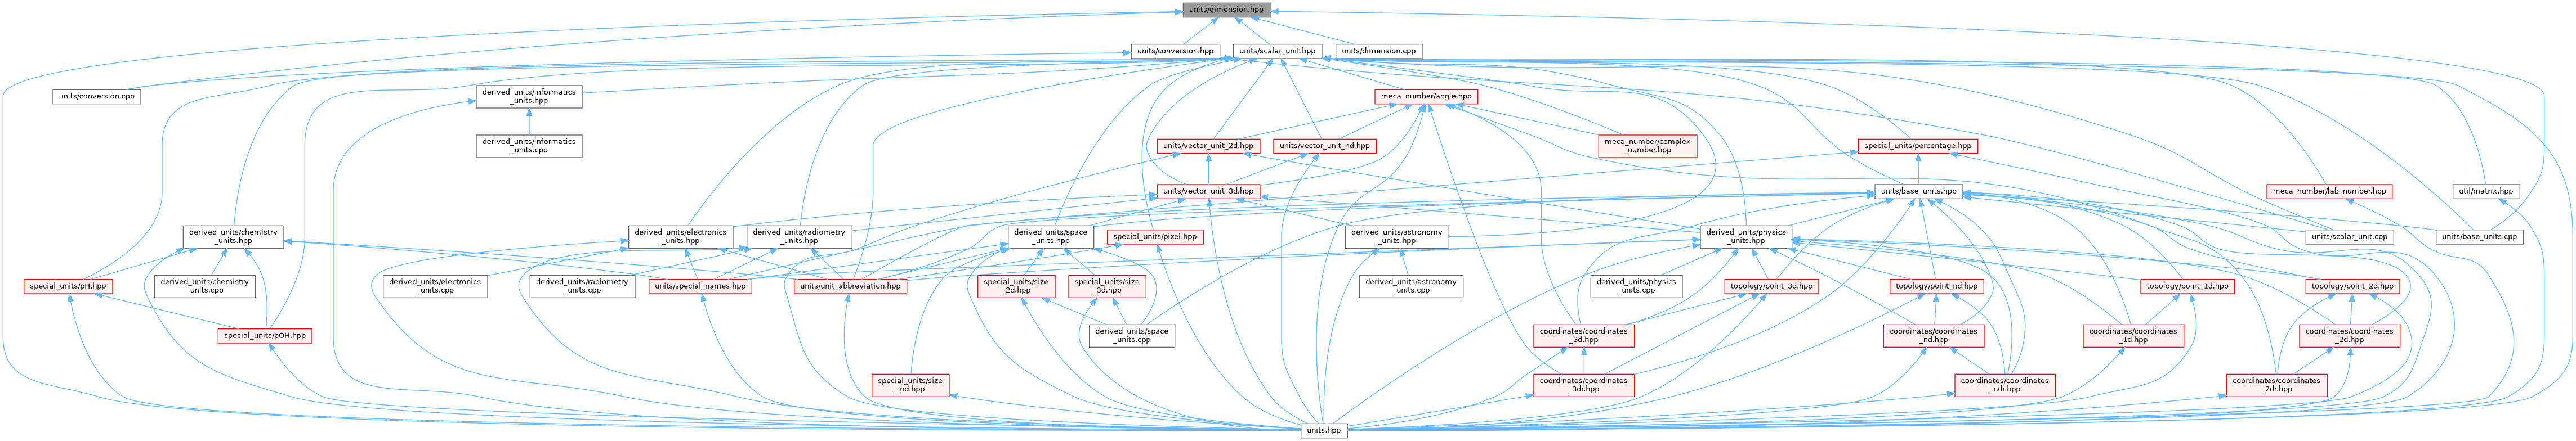 units/dimension.hpp
units/conversion.hpp
units/scalar_unit.hpp
units/dimension.cpp
units/conversion.cpp
derived_units/informatics
_units.hpp
meca_number/angle.hpp
derived_units/informatics
_units.cpp
units/vector_unit_2d.hpp
units/vector_unit_nd.hpp
meca_number/complex
_number.hpp
special_units/percentage.hpp
units/vector_unit_3d.hpp
units/base_units.hpp
meca_number/lab_number.hpp
util/matrix.hpp
derived_units/chemistry
_units.hpp
derived_units/electronics
_units.hpp
derived_units/radiometry
_units.hpp
derived_units/space
_units.hpp
special_units/pixel.hpp
derived_units/astronomy
_units.hpp
derived_units/physics
_units.hpp
units/scalar_unit.cpp
units/base_units.cpp
special_units/pH.hpp
derived_units/chemistry
_units.cpp
derived_units/electronics
_units.cpp
derived_units/radiometry
_units.cpp
units/special_names.hpp
units/unit_abbreviation.hpp
special_units/size
_2d.hpp
special_units/size
_3d.hpp
derived_units/astronomy
_units.cpp
derived_units/physics
_units.cpp
topology/point_3d.hpp
topology/point_nd.hpp
topology/point_1d.hpp
topology/point_2d.hpp
special_units/pOH.hpp
derived_units/space
_units.cpp
coordinates/coordinates
_3d.hpp
coordinates/coordinates
_nd.hpp
coordinates/coordinates
_1d.hpp
coordinates/coordinates
_2d.hpp
special_units/size
_nd.hpp
coordinates/coordinates
_3dr.hpp
coordinates/coordinates
_ndr.hpp
coordinates/coordinates
_2dr.hpp
units.hpp